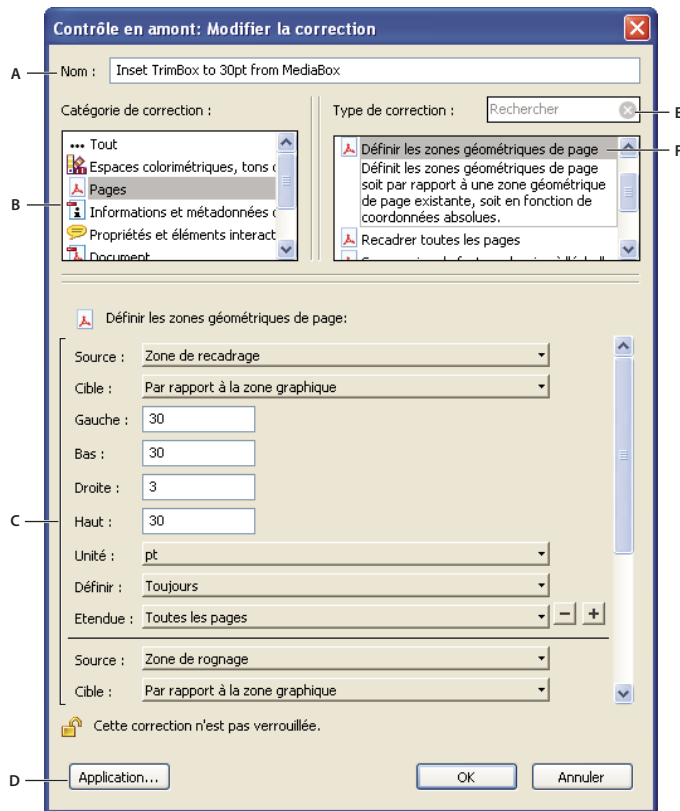 Contrôle en amont: Modifier la correction
A
Nom :
Inset TrimBox to 30pt from MediaBox
Catégorie de correction :
Type de correction :
Rechercher
E
... Tout
Espaces colorimétriques, tons
Pages
Informations et métadonnées
Propriétés et éléments interact
Document
B
Définir les zones géométriques de page
F
Définit les zones géométriques de page
soit par rapport à une zone géométrique
de page existante, soit en fonction de
coordonnées absolues.
Recadrer toutes les pages
Définir les zones géométriques de page:
Source : Zone de recadrage
Cible : Par rapport à la zone graphique
Gauche : 30
Bas : 30
Droite : 3
Haut : 30
C
Unité : pt
Définir : Toujours
Etendue : Toutes les pages
Source : Zone de rognage
Cible : Par rapport à la zone graphique
Cette correction n'est pas verrouillée.
D
Application...
OK
Annuler